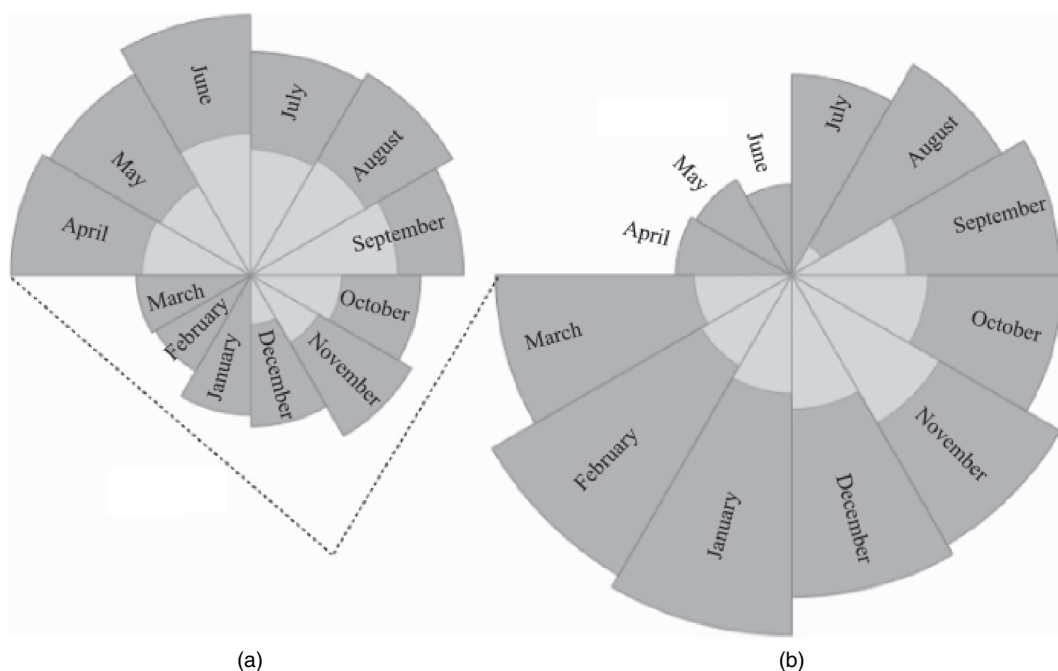 June
July
August
May
April
September
March
February
January
December
November
October
(a)
July
August
September
June
May
April
March
October
February
January
December
November
(b)